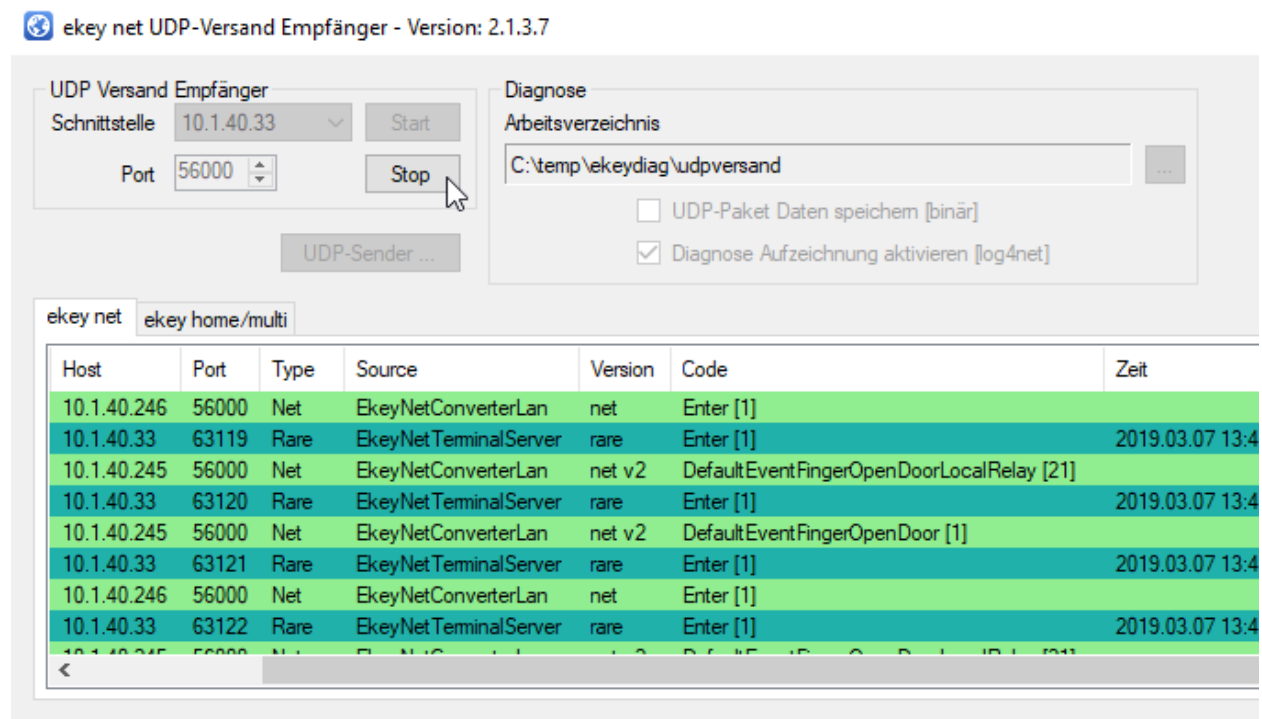 ekey net UDP-Versand Empfänger - Version: 2.1.3.7
UDP Versand Empfänger
Schnittstelle 10.1.40.33 Start
Port 56000 Stop
UDP-Sender ...
Diagnose
Arbeitsverzeichnis
C:\temp\ekeydiag\udpversand ...
UDP-Paket Daten speichern [binär]
Diagnose Aufzeichnung aktivieren [log4net]
ekey net ekey home/multi
Host Port Type Source Version Code Zeit
10.1.40.246 56000 Net EkeyNetConverterLan net Enter [1]
10.1.40.33 63119 Rare EkeyNetTerminalServer rare Enter [1] 2019.03.07 13:4
10.1.40.245 56000 Net EkeyNetConverterLan net v2 DefaultEventFingerOpenDoorLocalRelay [21]
10.1.40.33 63120 Rare EkeyNetTerminalServer rare Enter [1] 2019.03.07 13:4
10.1.40.245 56000 Net EkeyNetConverterLan net v2 DefaultEventFingerOpenDoor [1]
10.1.40.33 63121 Rare EkeyNetTerminalServer rare Enter [1] 2019.03.07 13:4
10.1.40.246 56000 Net EkeyNetConverterLan net Enter [1]
10.1.40.33 63122 Rare EkeyNetTerminalServer rare Enter [1] 2019.03.07 13:4